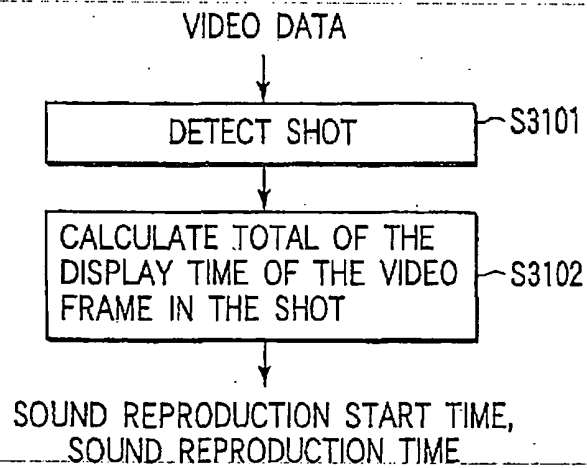 VIDEO DATA
DETECT SHOT
S3101
CALCULATE TOTAL OF THE
DISPLAY TIME OF THE VIDEO
FRAME IN THE SHOT
S3102
SOUND REPRODUCTION START TIME,
SOUND REPRODUCTION TIME